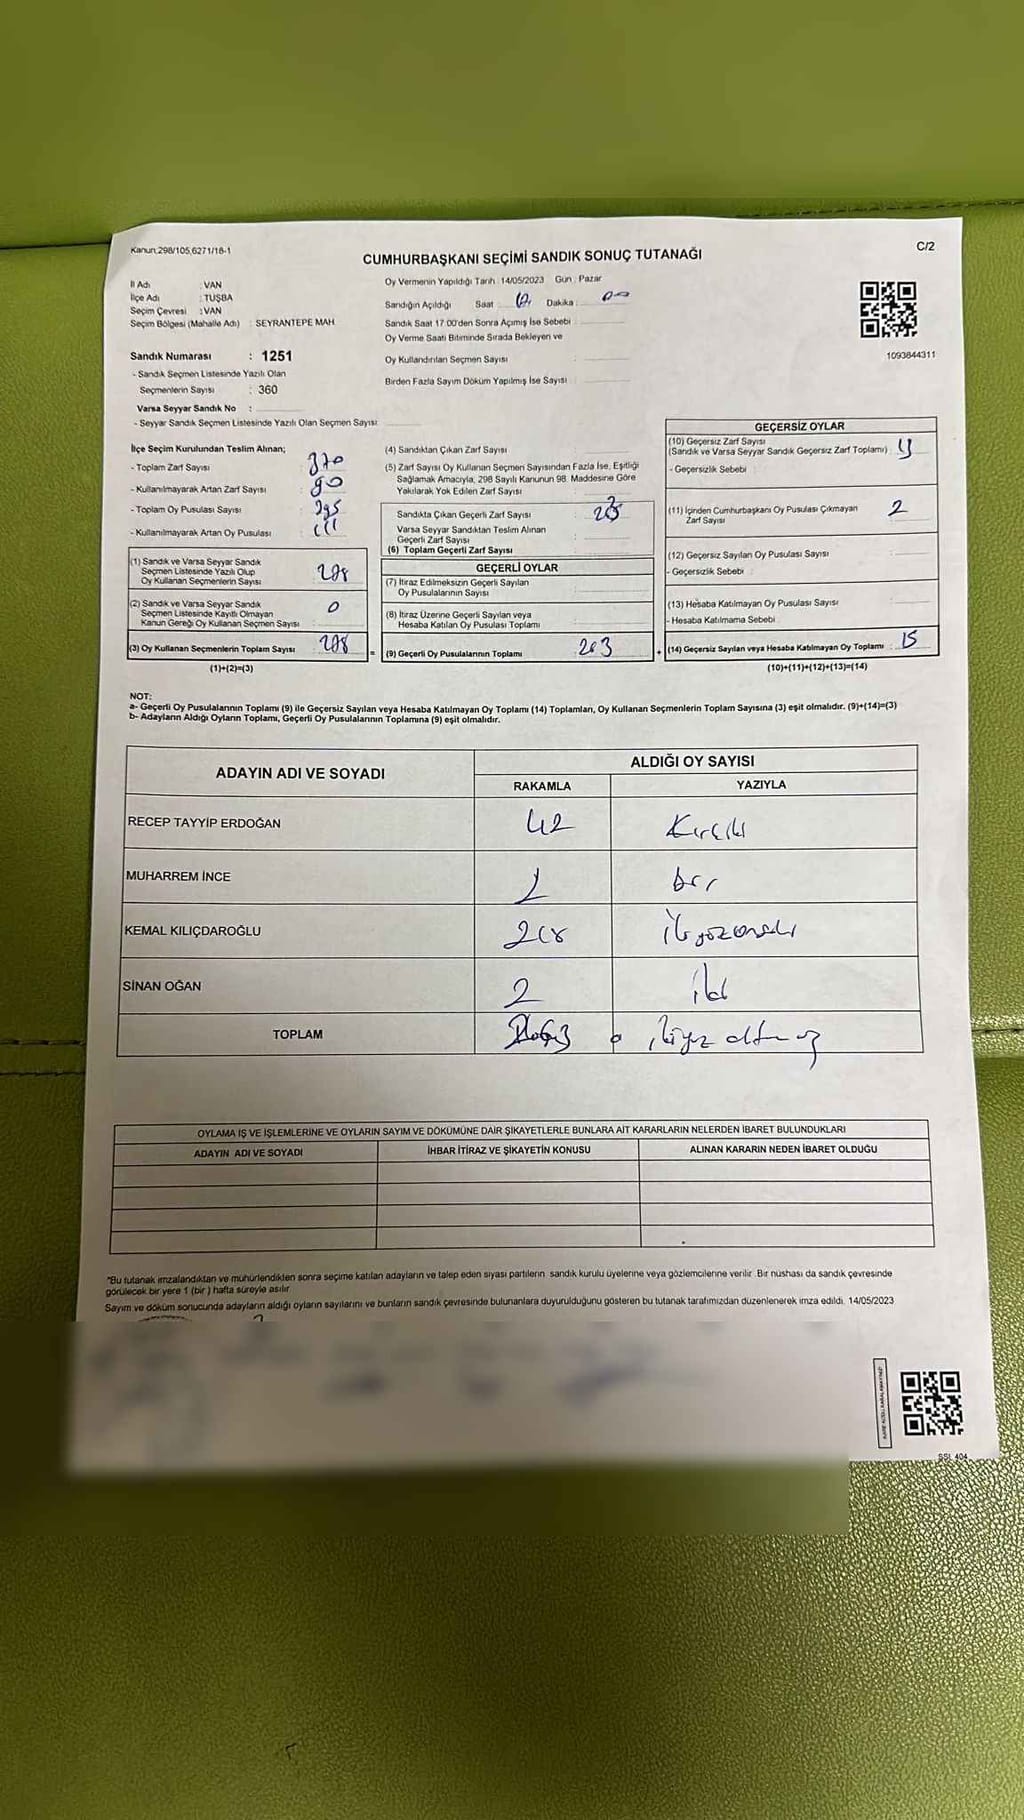 Kanun;298/105,6271/18-1
C/2
CUMHURBAŞKANI SEÇİMİ SANDIK SONUÇ TUTANAĞI
İl Adı : VAN
İlçe Adı : TUŞBA
Seçim Çevresi : VAN
Seçim Bölgesi (Mahalle Adı) : SEYRANTEPE MAH
Oy Vermenin Yapıldığı Tarih : 14/05/2023 Gün : Pazar
Sandığın Açıldığı Saat : Dakika :
Sandık Saat 17:00'den Sonra Açımış İse Sebebi :
Oy Verme Saati Bitiminde Sırada Bekleyen ve
Oy Kullandırılan Seçmen Sayısı :
Birden Fazla Sayım Döküm Yapılmış İse Sayısı :
1093844311
Sandık Numarası : 1251
- Sandık Seçmen Listesinde Yazılı Olan
Seçmenlerin Sayısı : 360
Varsa Seyyar Sandık No :
- Seyyar Sandık Seçmen Listesinde Yazılı Olan Seçmen Sayısı:
İlçe Seçim Kurulundan Teslim Alınan;
- Toplam Zarf Sayısı : 370
- Kullanılmayarak Artan Zarf Sayısı : 90
- Toplam Oy Pusulası Sayısı : 395
- Kullanılmayarak Artan Oy Pusulası :
(1) Sandık ve Varsa Seyyar Sandık
Seçmen Listesinde Yazılı Olup
Oy Kullanan Seçmenlerin Sayısı : 278
(2) Sandık ve Varsa Seyyar Sandık
Seçmen Listesinde Kayıtlı Olmayan
Kanun Gereği Oy Kullanan Seçmen Sayısı : 0
(3) Oy Kullanan Seçmenlerin Toplam Sayısı : 278
(1)+(2)=(3)
(4) Sandıktan Çıkan Zarf Sayısı :
(5) Zarf Sayısı Oy Kullanan Seçmen Sayısından Fazla İse, Eşitliği
Sağlamak Amacıyla, 298 Sayılı Kanunun 98. Maddesine Göre
Yakılarak Yok Edilen Zarf Sayısı :
Sandıkta Çıkan Geçerli Zarf Sayısı :
Varsa Seyyar Sandıktan Teslim Alınan
Geçerli Zarf Sayısı :
(6) Toplam Geçerli Zarf Sayısı
GEÇERLİ OYLAR
(7) İtiraz Edilmeksizin Geçerli Sayılan
Oy Pusulalarının Sayısı :
(8) İtiraz Üzerine Geçerli Sayılan veya
Hesaba Katılan Oy Pusulası Toplamı :
= (9) Geçerli Oy Pusulalarının Toplamı : 263
GEÇERSİZ OYLAR
(10) Geçersiz Zarf Sayısı
(Sandık ve Varsa Seyyar Sandık Geçersiz Zarf Toplamı) :
- Geçersizlik Sebebi :
(11) İçinden Cumhurbaşkanı Oy Pusulası Çıkmayan
Zarf Sayısı : 2
(12) Geçersiz Sayılan Oy Pusulası Sayısı :
- Geçersizlik Sebebi :
(13) Hesaba Katılmayan Oy Pusulası Sayısı :
- Hesaba Katılmama Sebebi :
+ (14) Geçersiz Sayılan veya Hesaba Katılmayan Oy Toplamı : 15
(10)+(11)+(12)+(13)=(14)
NOT:
a- Geçerli Oy Pusulalarının Toplamı (9) ile Geçersiz Sayılan veya Hesaba Katılmayan Oy Toplamı (14) Toplamları, Oy Kullanan Seçmenlerin Toplam Sayısına (3) eşit olmalıdır. (9)+(14)=(3)
b- Adayların Aldığı Oyların Toplamı, Geçerli Oy Pusulalarının Toplamına (9) eşit olmalıdır.
ADAYIN ADI VE SOYADI
ALDIĞI OY SAYISI
RAKAMLA YAZIYLA
RECEP TAYYİP ERDOĞAN 42 Kırkiki
MUHARREM İNCE 1 bir
KEMAL KILIÇDAROĞLU 218 ikiyüzonsekiz
SİNAN OĞAN 2 iki
TOPLAM ikiyüz altmış
OYLAMA İŞ VE İŞLEMLERİNE VE OYLARIN SAYIM VE DÖKÜMÜNE DAİR ŞİKAYETLERLE BUNLARA AİT KARARLARIN NELERDEN İBARET BULUNDUKLARI
ADAYIN ADI VE SOYADI İHBAR İTİRAZ VE ŞİKAYETİN KONUSU ALINAN KARARIN NEDEN İBARET OLDUĞU
*Bu tutanak imzalandıktan ve mühürlendikten sonra seçime katılan adayların ve talep eden siyasi partilerin sandık kurulu üyelerine veya gözlemcilerine verilir. Bir nüshası da sandık çevresinde
görülecek bir yere 1 (bir) hafta süreyle asılır.
Sayım ve döküm sonucunda adayların aldığı oyların sayılarını ve bunların sandık çevresinde bulunanlara duyurulduğunu gösteren bu tutanak tarafımızdan düzenlenerek imza edildi. 14/05/2023